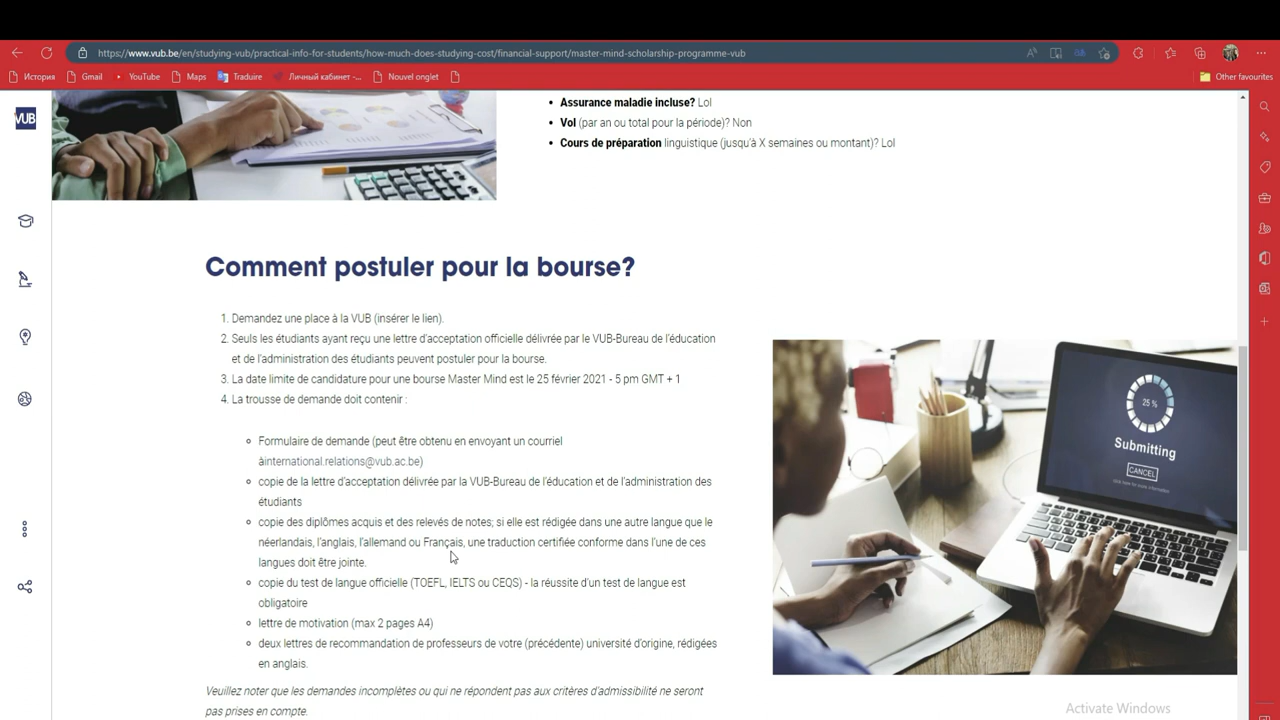 https://www.vub.be/en/studying-vub/practical-info-for-students/how-much-does-studying-cost/financial-support/master-mind-scholarship-programme-vub
История Gmail YouTube Maps Traduire Личный кабинет -... Nouvel onglet Other favourites
VUB
Assurance maladie incluse? Lol
Vol (par an ou total pour la période)? Non
Cours de préparation linguistique (jusqu'à X semaines ou montant)? Lol
Comment postuler pour la bourse?
1. Demandez une place à la VUB (insérer le lien).
2. Seuls les étudiants ayant reçu une lettre d'acceptation officielle délivrée par le VUB-Bureau de l'éducation
et de l'administration des étudiants peuvent postuler pour la bourse.
3. La date limite de candidature pour une bourse Master Mind est le 25 février 2021 - 5 pm GMT + 1
4. La trousse de demande doit contenir :
Formulaire de demande (peut être obtenu en envoyant un courriel
àinternational.relations@vub.ac.be)
copie de la lettre d'acceptation délivrée par la VUB-Bureau de l'éducation et de l'administration des
étudiants
copie des diplômes acquis et des relevés de notes; si elle est rédigée dans une autre langue que le
néerlandais, l'anglais, l'allemand ou Français, une traduction certifiée conforme dans l'une de ces
langues doit être jointe.
copie du test de langue officielle (TOEFL, IELTS ou CEQS) - la réussite d'un test de langue est
obligatoire
lettre de motivation (max 2 pages A4)
deux lettres de recommandation de professeurs de votre (précédente) université d'origine, rédigées
en anglais.
Veuillez noter que les demandes incomplètes ou qui ne répondent pas aux critères d'admissibilité ne seront
pas prises en compte.
25 %
Submitting
CANCEL
Activate Windows